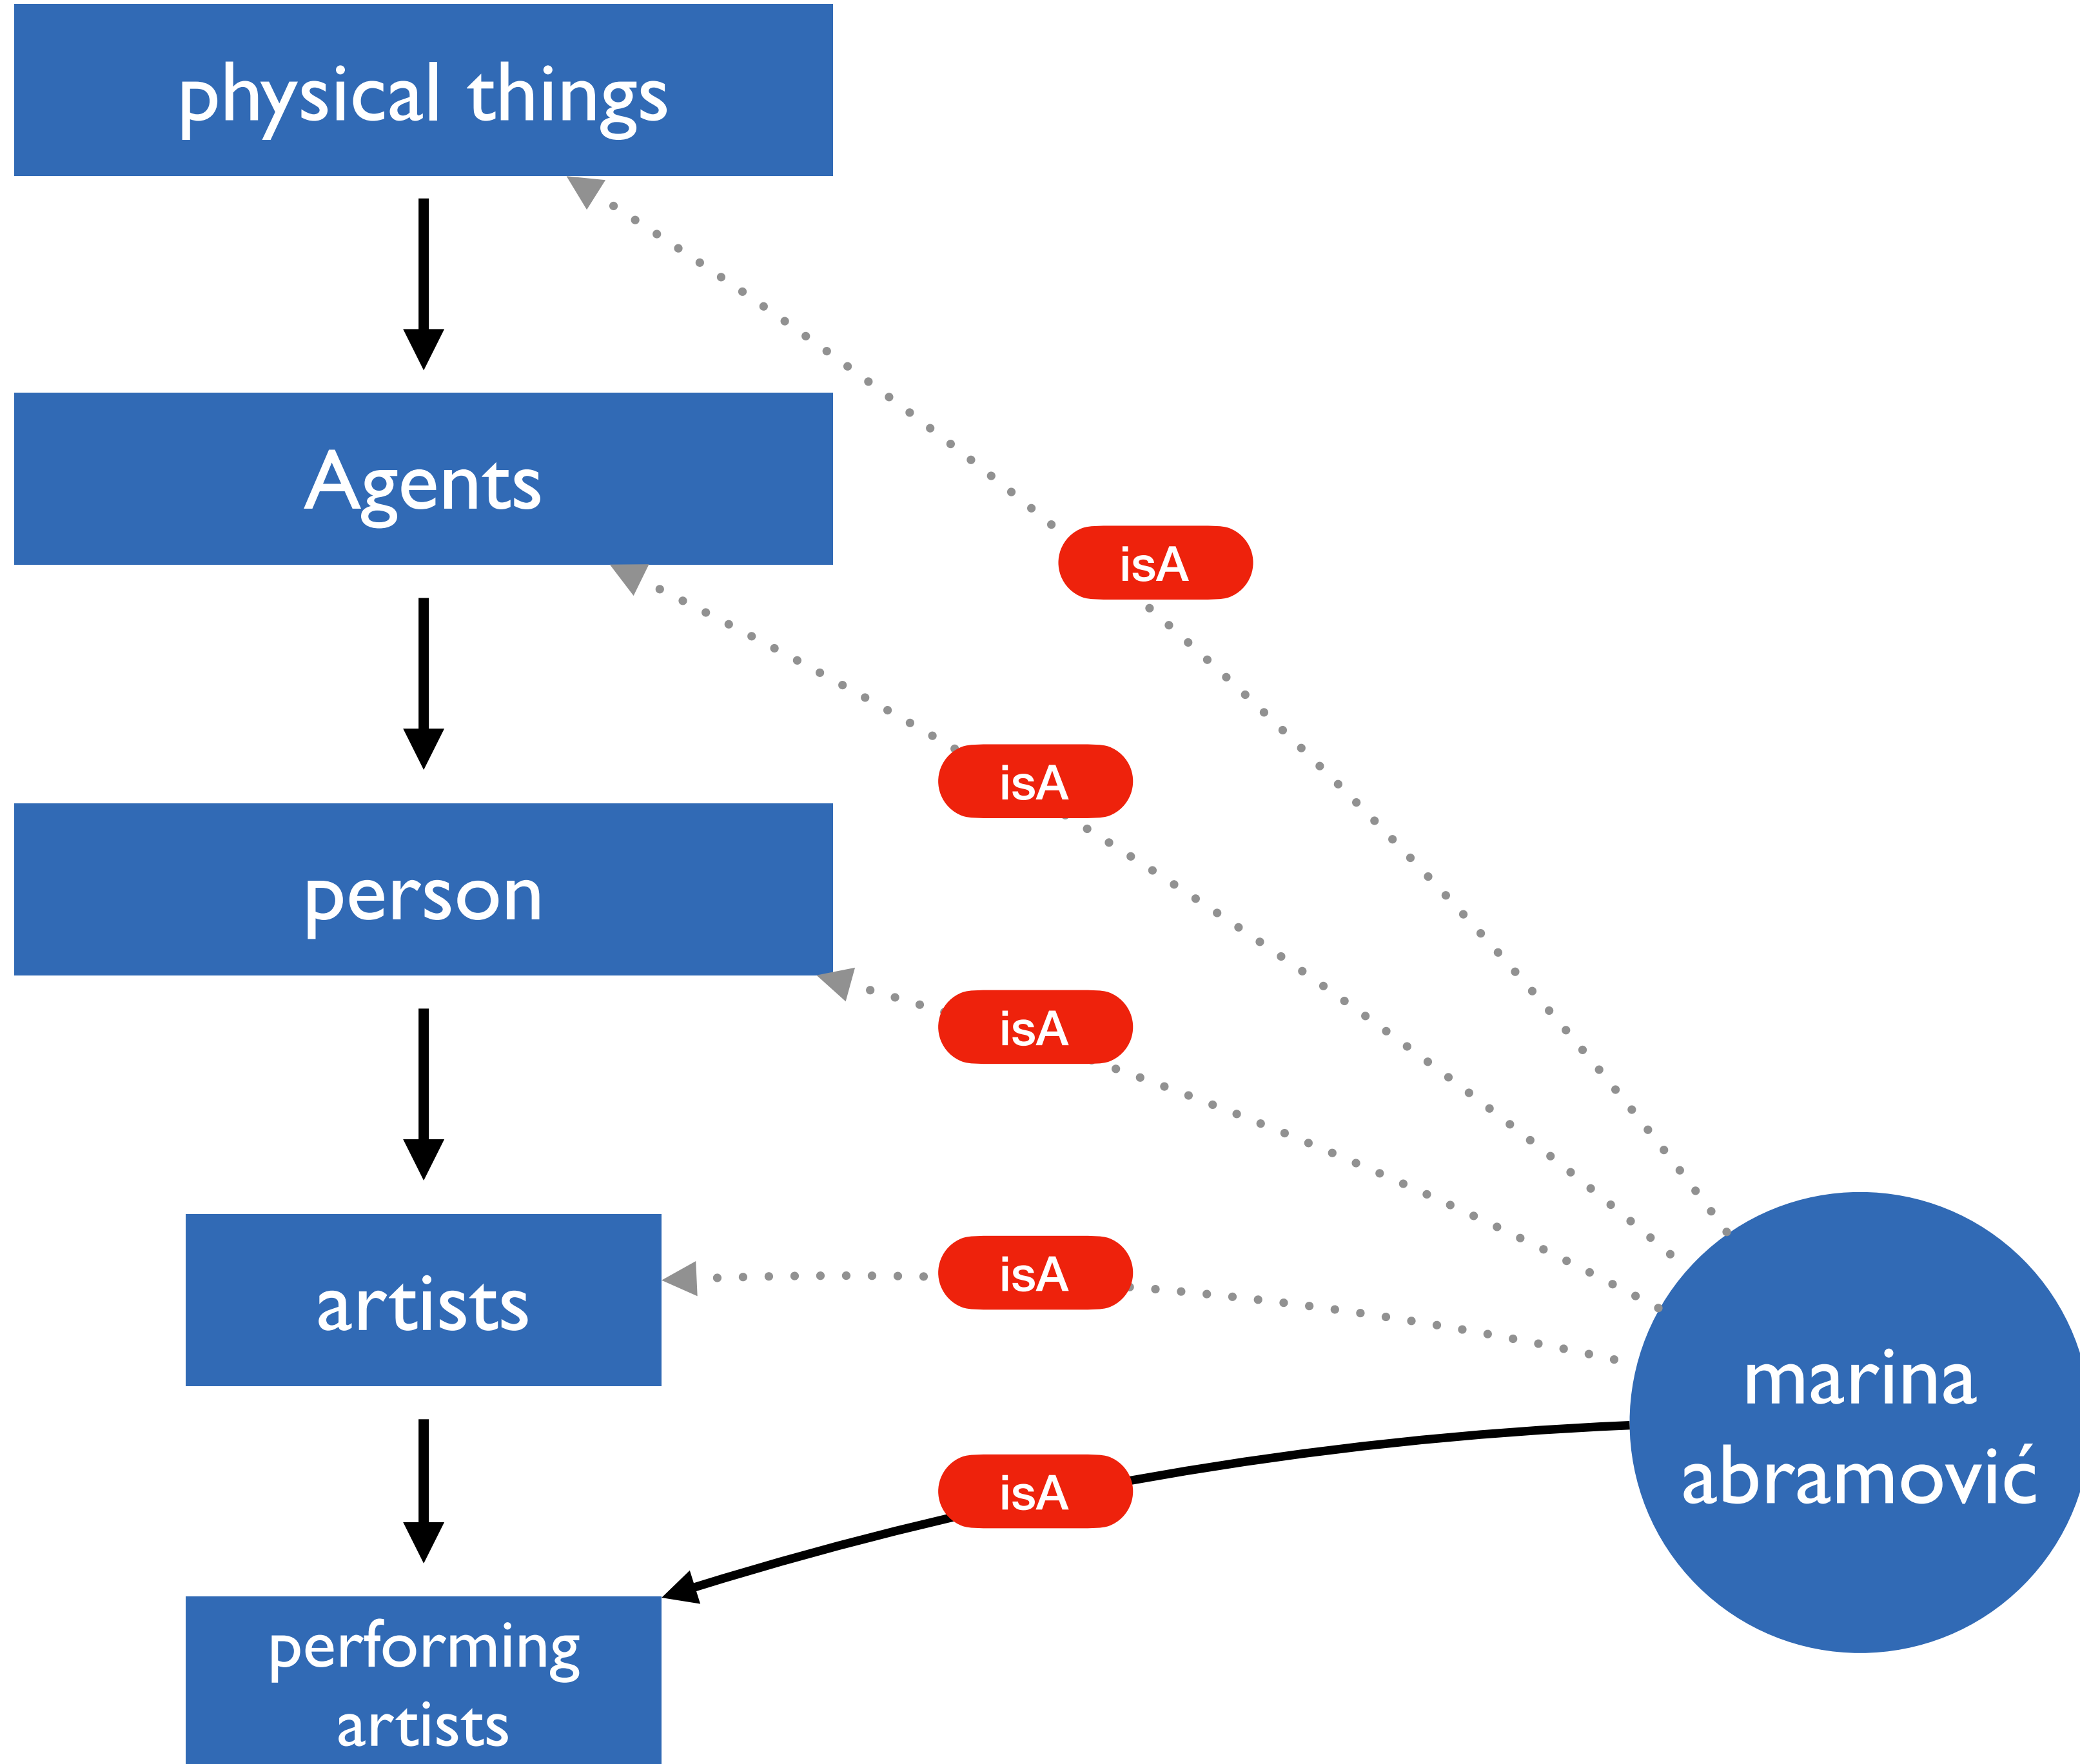 physical things
Agents
isA
isA
person
isA
artists
isA
marina
abramović
isA
performing
artists